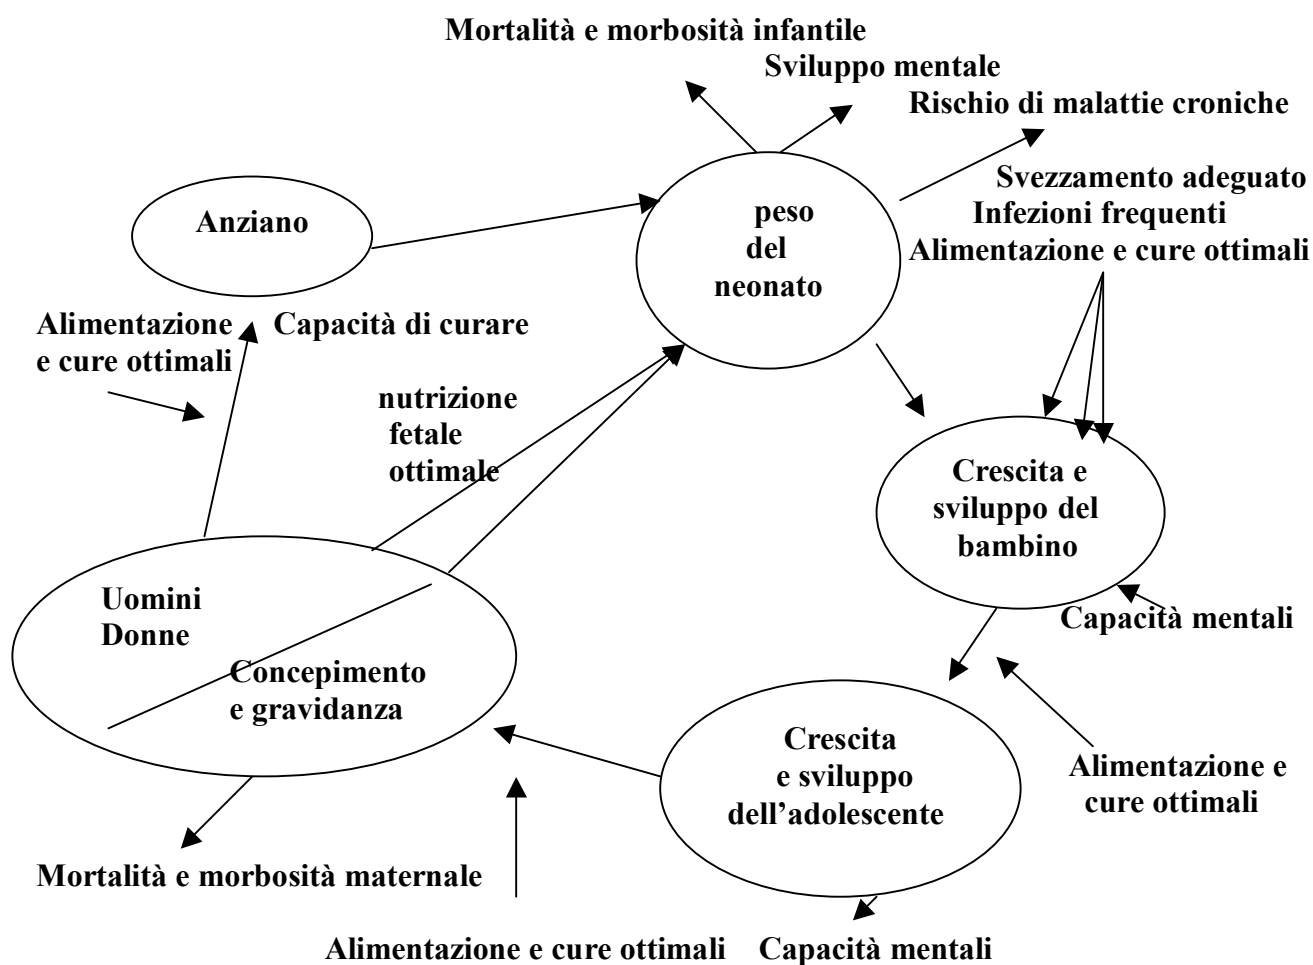 Mortalità e morbosità infantile
Sviluppo mentale
Rischio di malattie croniche
Svezzamento adeguato
Infezioni frequenti
Alimentazione e cure ottimali
peso
del
neonato
Anziano
Alimentazione
e cure ottimali
Capacità di curare
nutrizione
fetale
ottimale
Crescita e
sviluppo del
bambino
Capacità mentali
Uomini
Donne
Concepimento
e gravidanza
Crescita
e sviluppo
dell’adolescente
Alimentazione e
cure ottimali
Mortalità e morbosità maternale
Alimentazione e cure ottimali
Capacità mentali